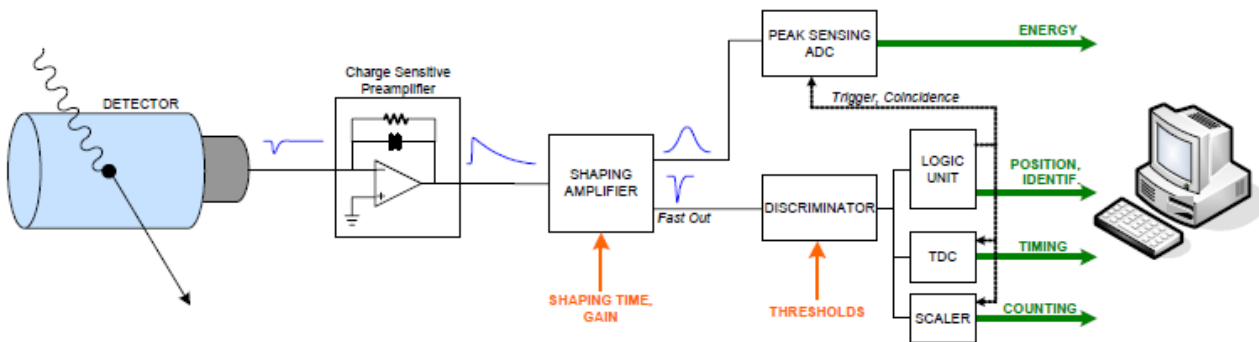 DETECTOR
Charge Sensitive
Preamplifier
SHAPING
AMPLIFIER
Fast Out
SHAPING TIME,
GAIN
PEAK SENSING
ADC
ENERGY
Trigger, Coincidence
DISCRIMINATOR
THRESHOLDS
LOGIC
UNIT
POSITION,
IDENTIF.
TDC
TIMING
SCALER
COUNTING